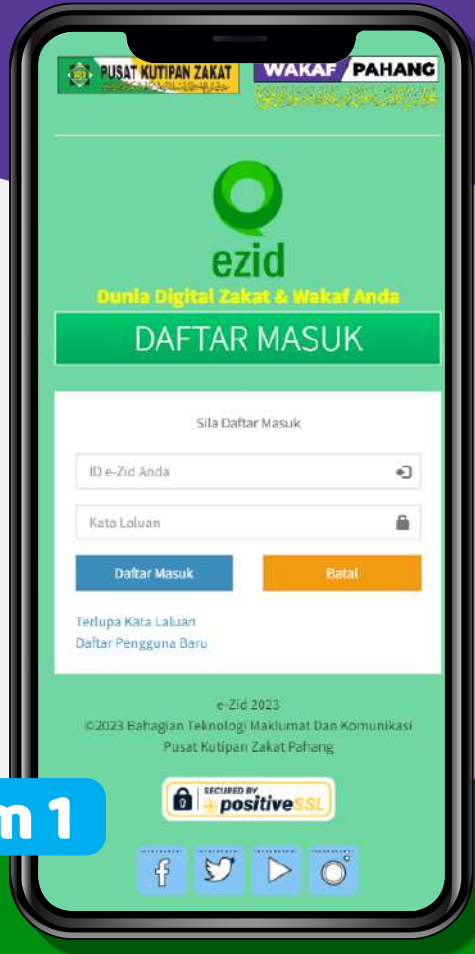 PUSAT KUTIPAN ZAKAT
WAKAF PAHANG
ezid
Dunia Digital Zakat & Wakaf Anda
DAFTAR MASUK
Sila Daftar Masuk
ID e-Zid Anda
Kata Laluan
Daftar Masuk
Batal
Terlupa Kata Laluan
Daftar Pengguna Baru
e-Zid 2023
©2023 Bahagian Teknologi Maklumat Dan Komunikasi
Pusat Kutipan Zakat Pahang
SECURED BY
positiveSSL
m 1